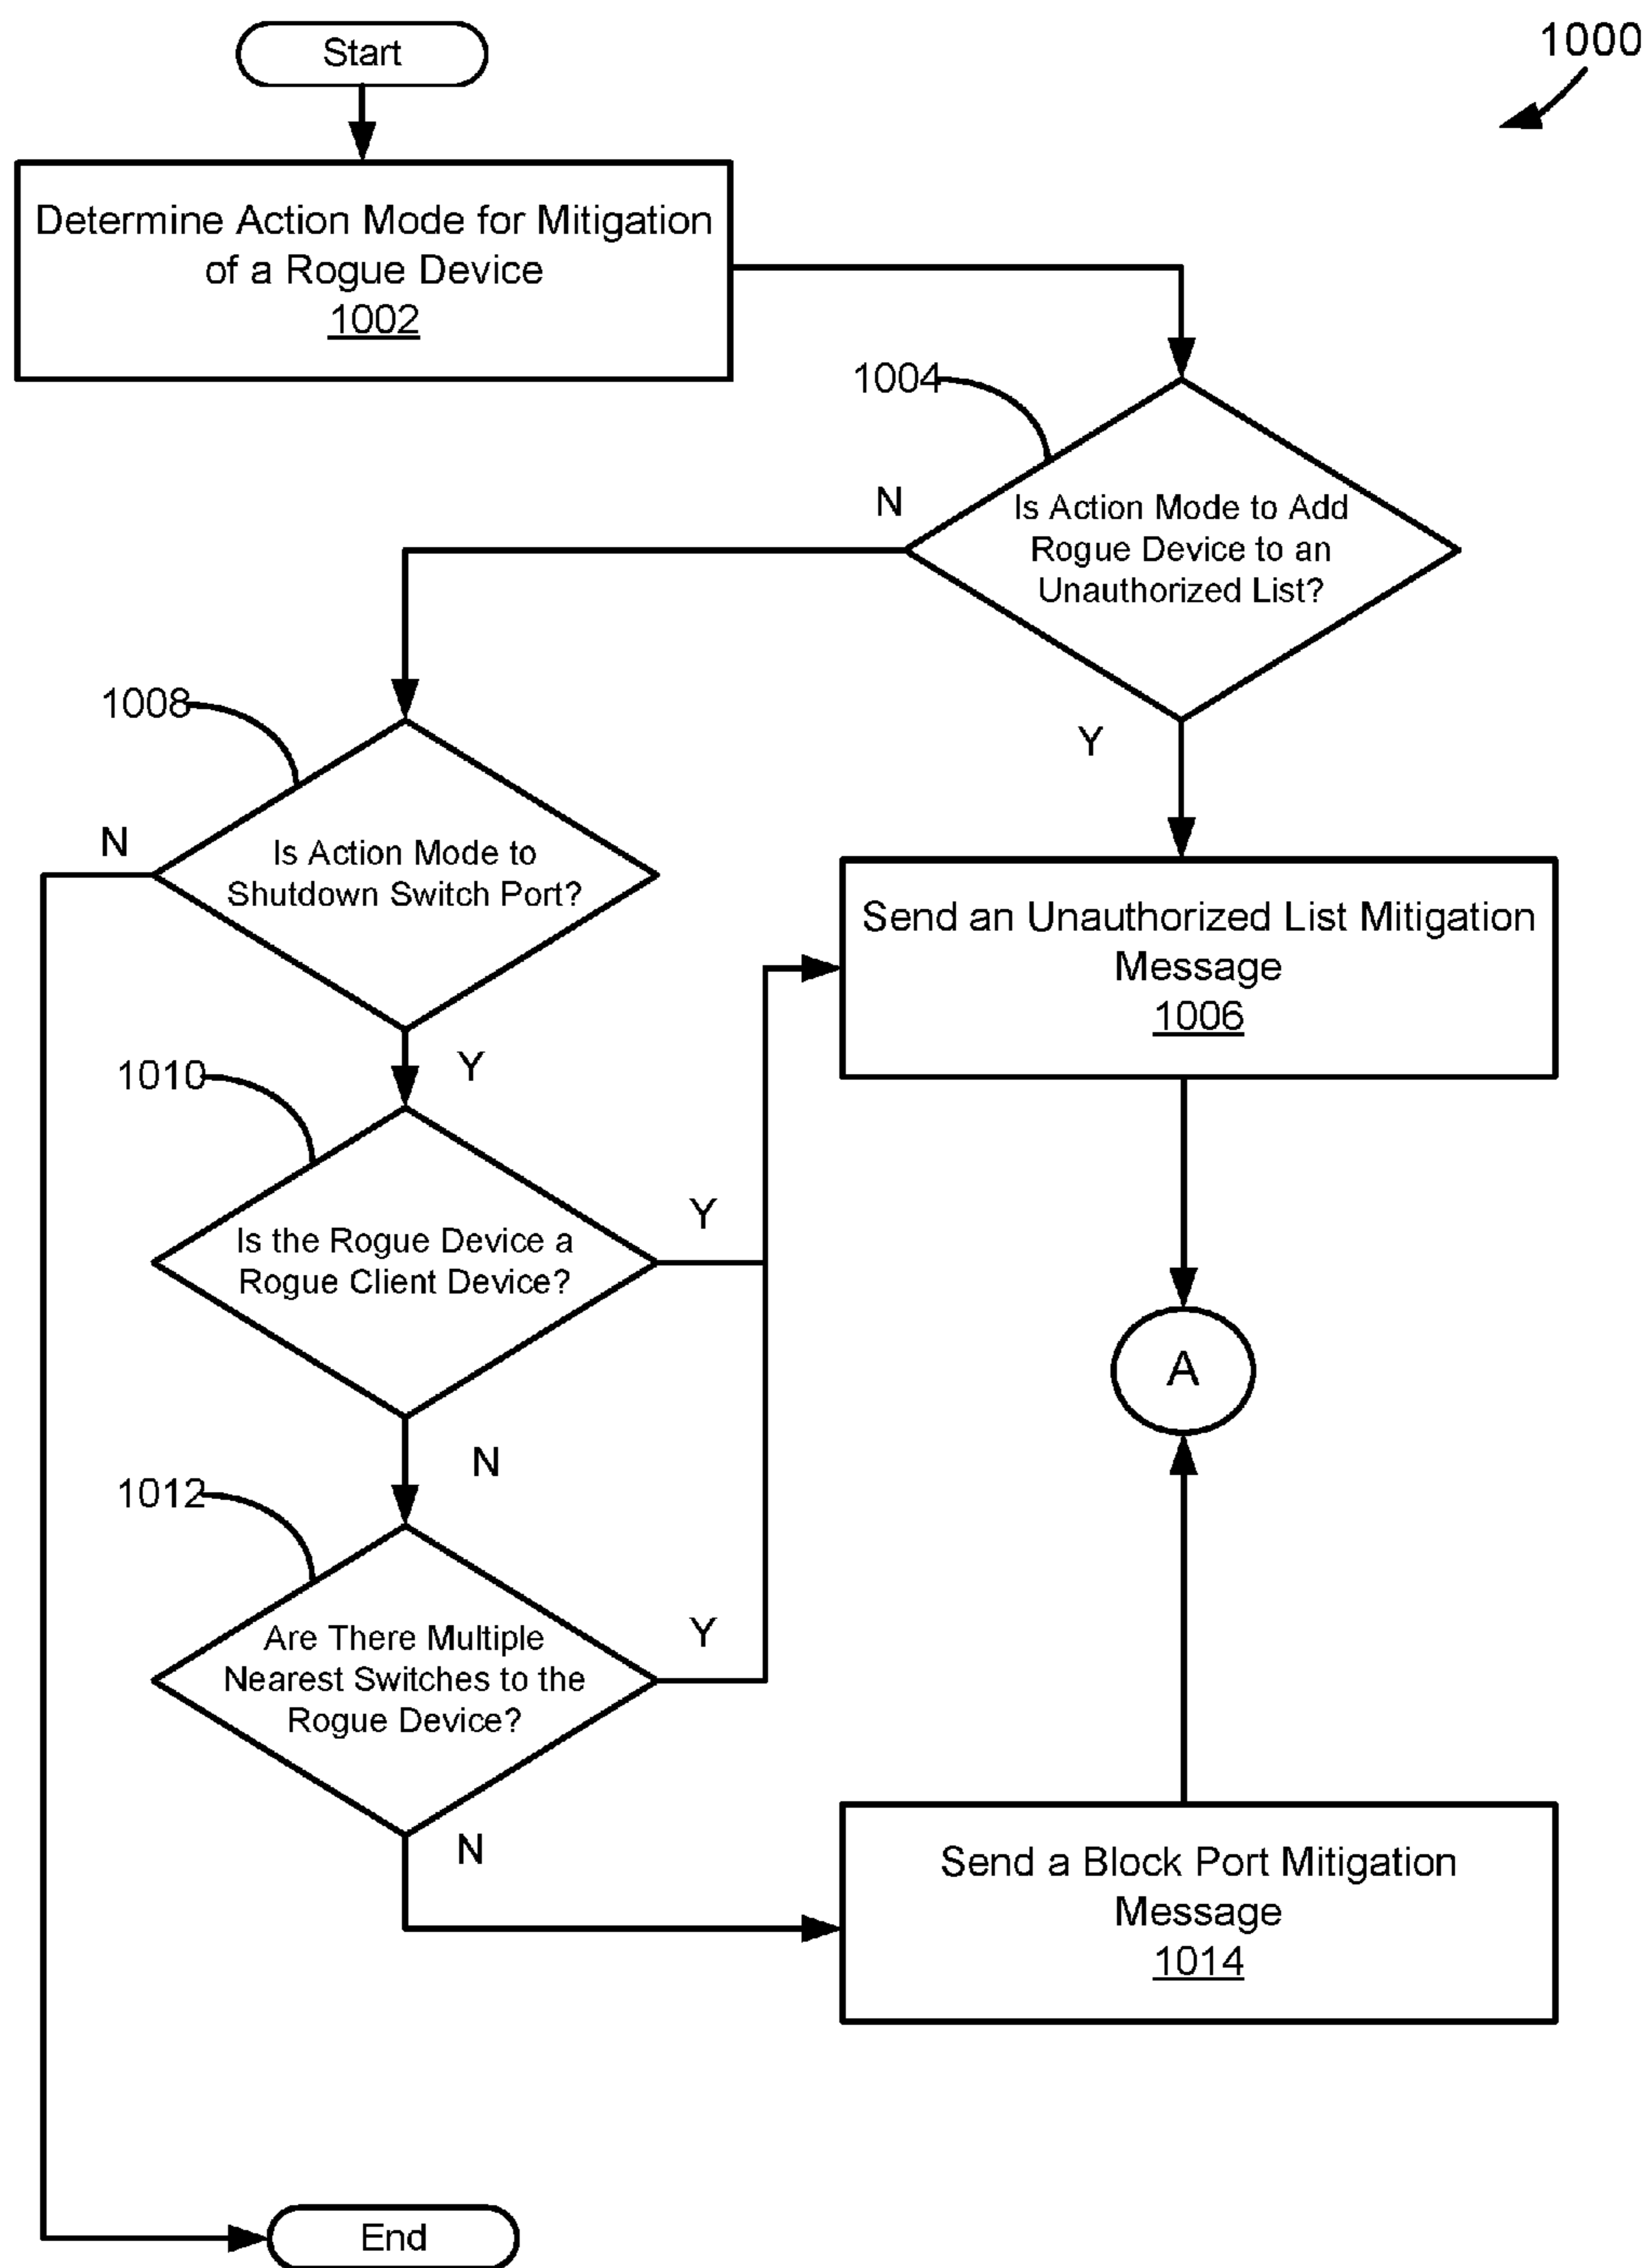 Start
1000
Determine Action Mode for Mitigation
of a Rogue Device
1002
1004
N
Is Action Mode to Add
Rogue Device to an
Unauthorized List?
Y
1008
N
Is Action Mode to
Shutdown Switch Port?
Y
Send an Unauthorized List Mitigation
Message
1006
1010
Is the Rogue Device a
Rogue Client Device?
Y
N
A
1012
Are There Multiple
Nearest Switches to the
Rogue Device?
Y
N
Send a Block Port Mitigation
Message
1014
End